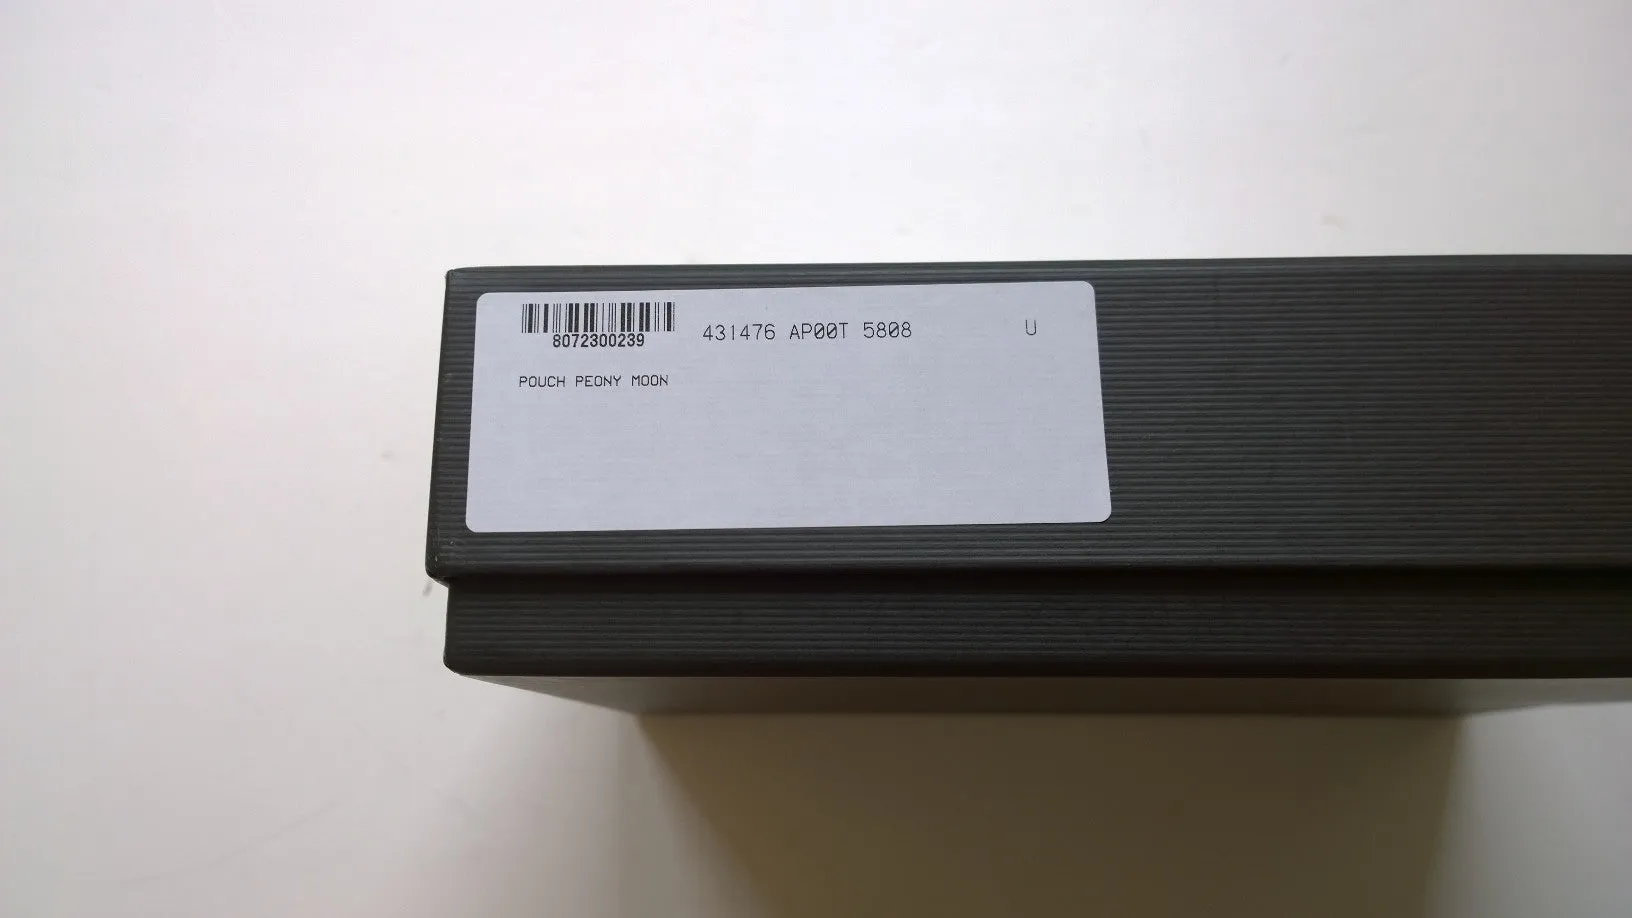 8072300239
431476 AP00T 5808 U
POUCH PEONY MOON